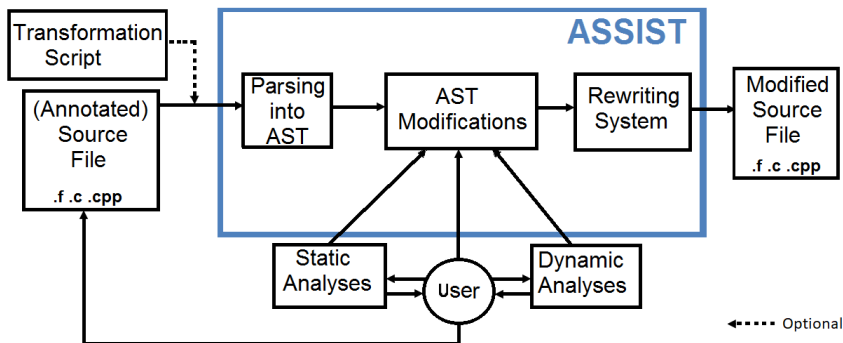 Transformation
Script
(Annotated)
Source
File
.f .c .cpp
ASSIST
Parsing
into
AST
AST
Modifications
Rewriting
System
Modified
Source
File
.f .c .cpp
Static
Analyses
User
Dynamic
Analyses
Optional